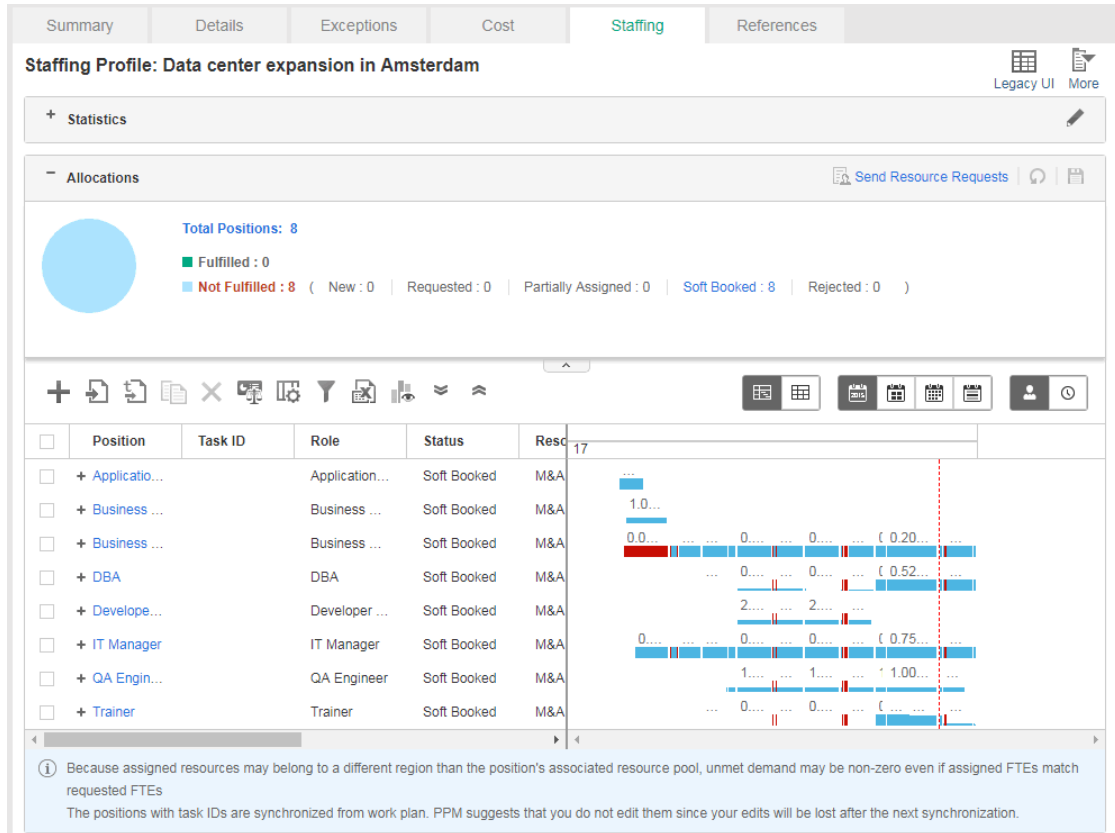 Summary Details Exceptions Cost Staffing References
Staffing Profile: Data center expansion in Amsterdam
Legacy UI More
+ Statistics
− Allocations Send Resource Requests
Total Positions: 8
Fulfilled : 0
Not Fulfilled : 8 ( New : 0 Requested : 0 Partially Assigned : 0 Soft Booked : 8 Rejected : 0 )
2015
Position Task ID Role Status Resc 17
+ Applicatio... Application... Soft Booked M&A ...
+ Business ... Business ... Soft Booked M&A 1.0...
+ Business ... Business ... Soft Booked M&A 0.0... ... ... 0.... ... 0.... ... ( 0.20... ...
+ DBA DBA Soft Booked M&A ... 0.... ... 0.... ... ( 0.52... ...
+ Develope... Developer ... Soft Booked M&A 2.... ... 2.... ...
+ IT Manager IT Manager Soft Booked M&A 0.... ... ... 0.... ... 0.... ... ( 0.75... ...
+ QA Engin... QA Engineer Soft Booked M&A 1.... ... 1.... ... 1.00... ...
+ Trainer Trainer Soft Booked M&A ... 0.... ... 0.... ... ( ... ... ...
Because assigned resources may belong to a different region than the position's associated resource pool, unmet demand may be non-zero even if assigned FTEs match
requested FTEs
The positions with task IDs are synchronized from work plan. PPM suggests that you do not edit them since your edits will be lost after the next synchronization.